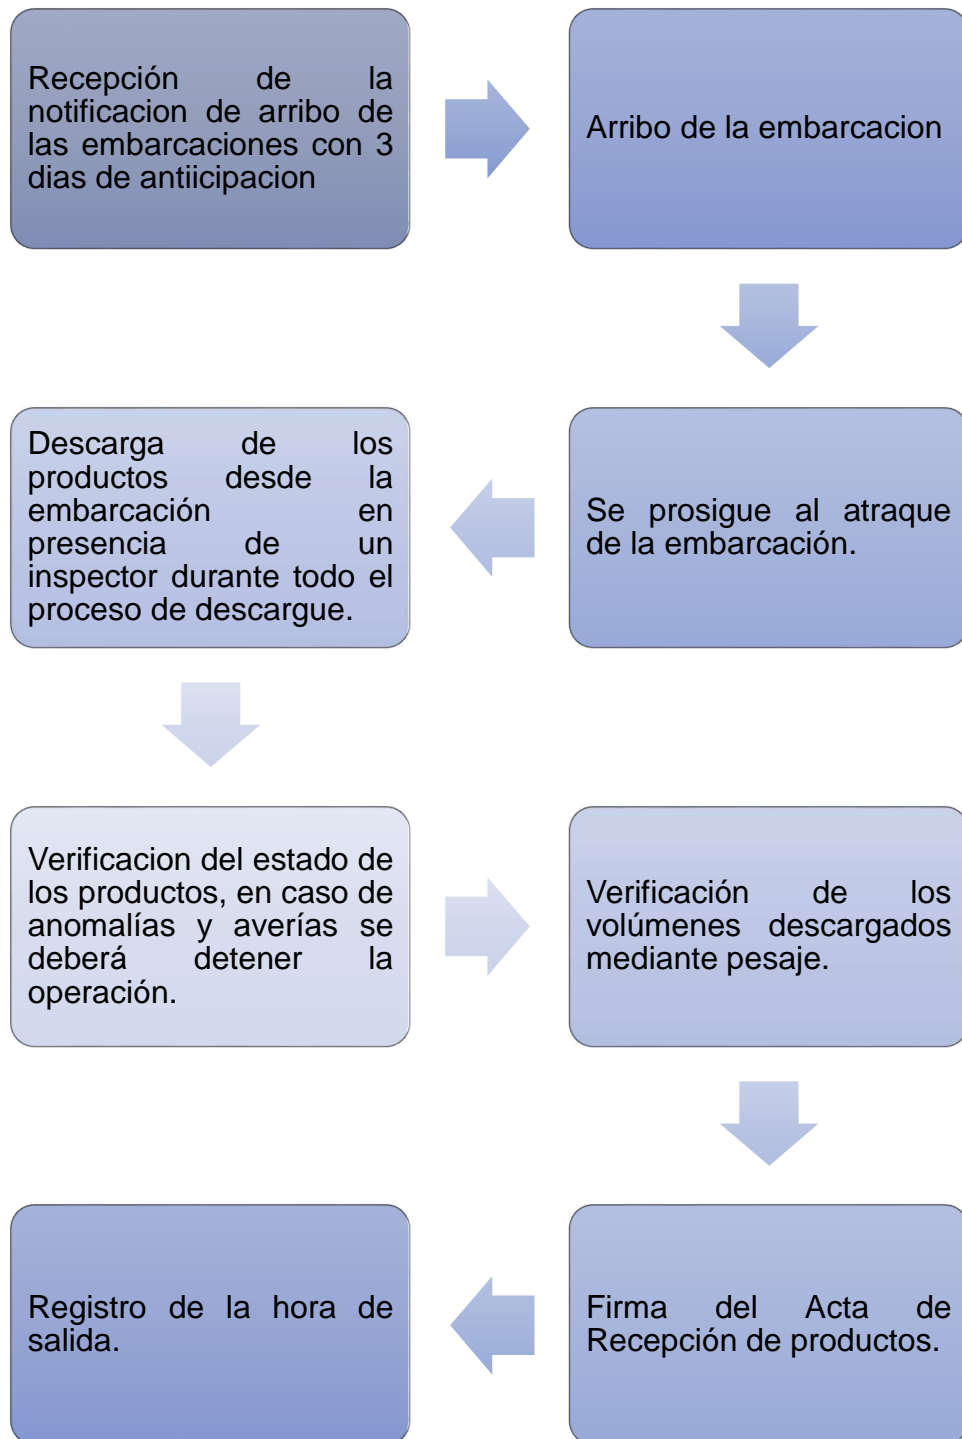 Recepción de la
notificacion de arribo de
las embarcaciones con 3
dias de antiicipacion
Arribo de la embarcacion
Se prosigue al atraque
de la embarcación.
Descarga de los
productos desde la
embarcación en
presencia de un
inspector durante todo el
proceso de descargue.
Verificacion del estado de
los productos, en caso de
anomalías y averías se
deberá detener la
operación.
Verificación de los
volúmenes descargados
mediante pesaje.
Firma del Acta de
Recepción de productos.
Registro de la hora de
salida.